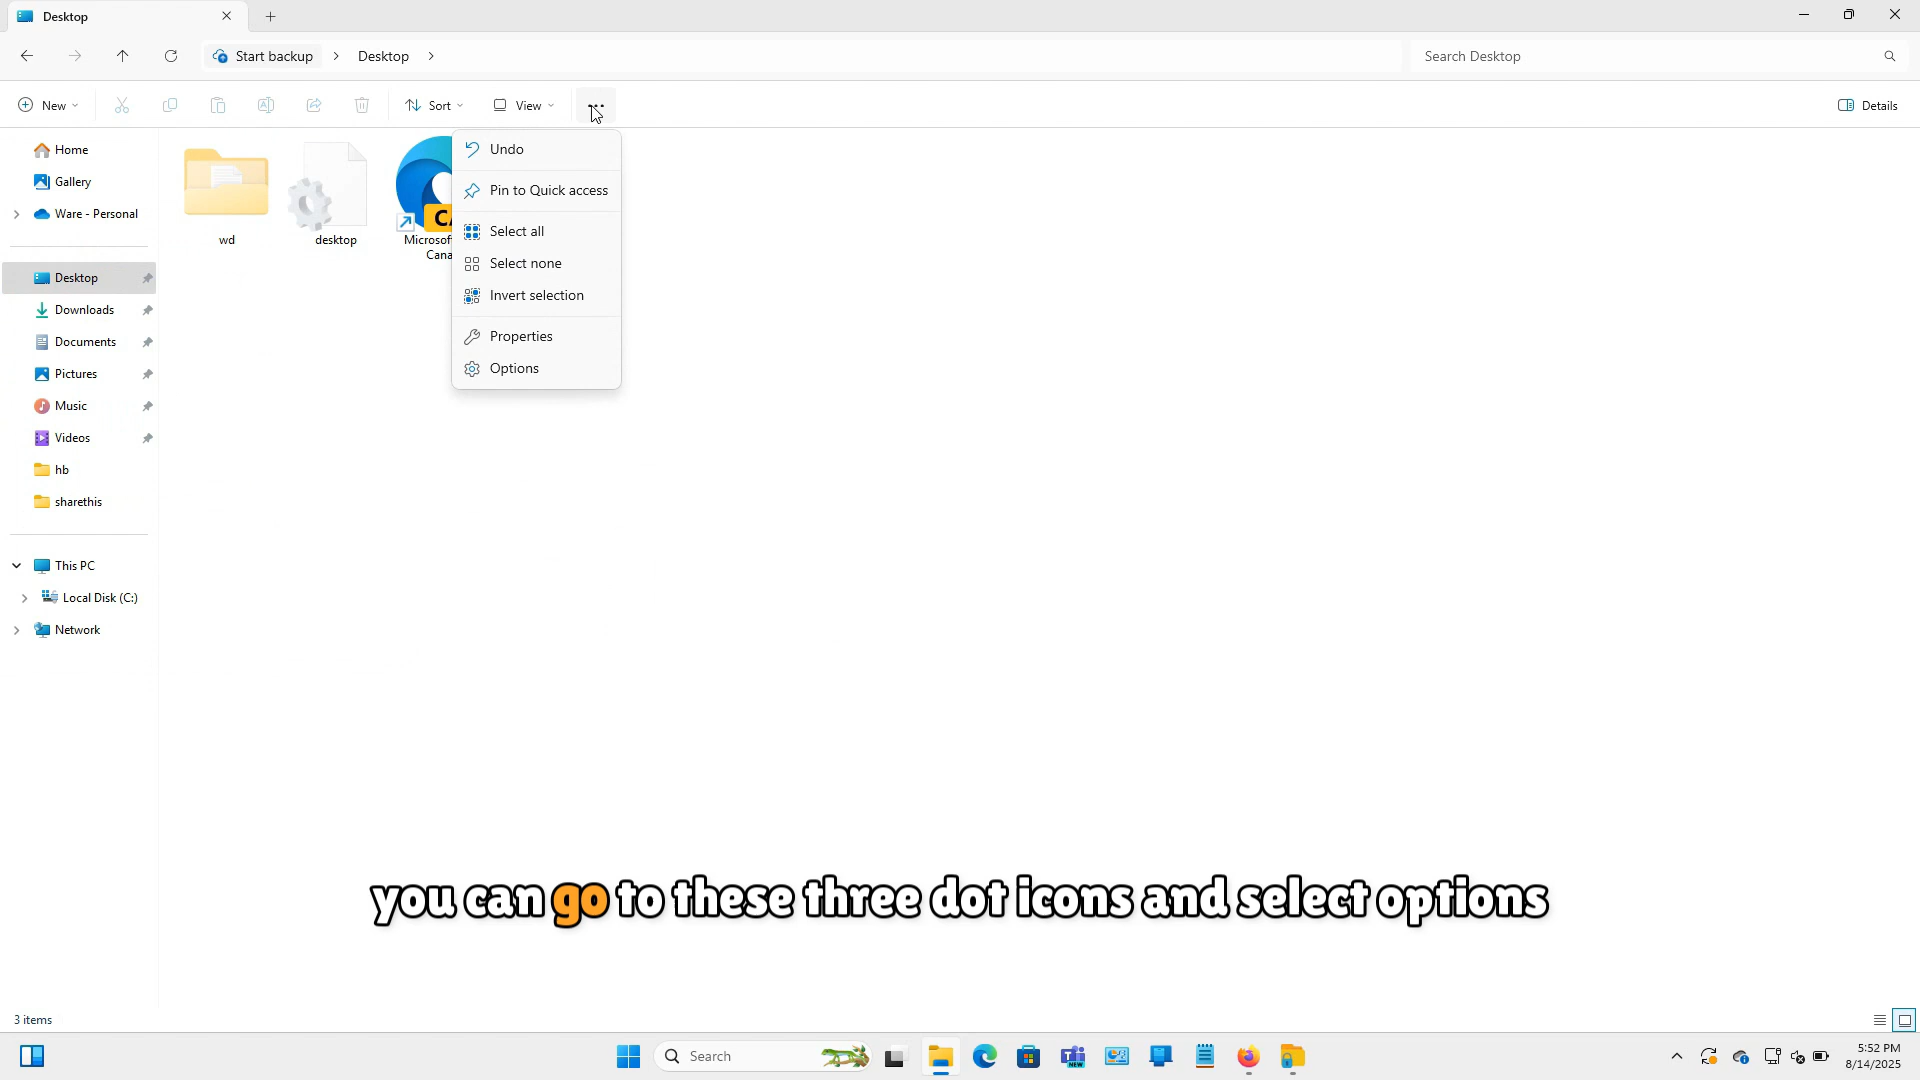 Desktop
Start backup
Desktop
Search Desktop
New
Sort
View
Details
Home
Gallery
Ware - Personal
Desktop
Downloads
Documents
Pictures
Music
Videos
hb
sharethis
This PC
Local Disk (C:)
Network
wd
desktop
Microsof
Cana
CA
Undo
Pin to Quick access
Select all
Select none
Invert selection
Properties
Options
you can go to these three dot icons and select options
3 items
Search
NEW
5:52 PM
8/14/2025